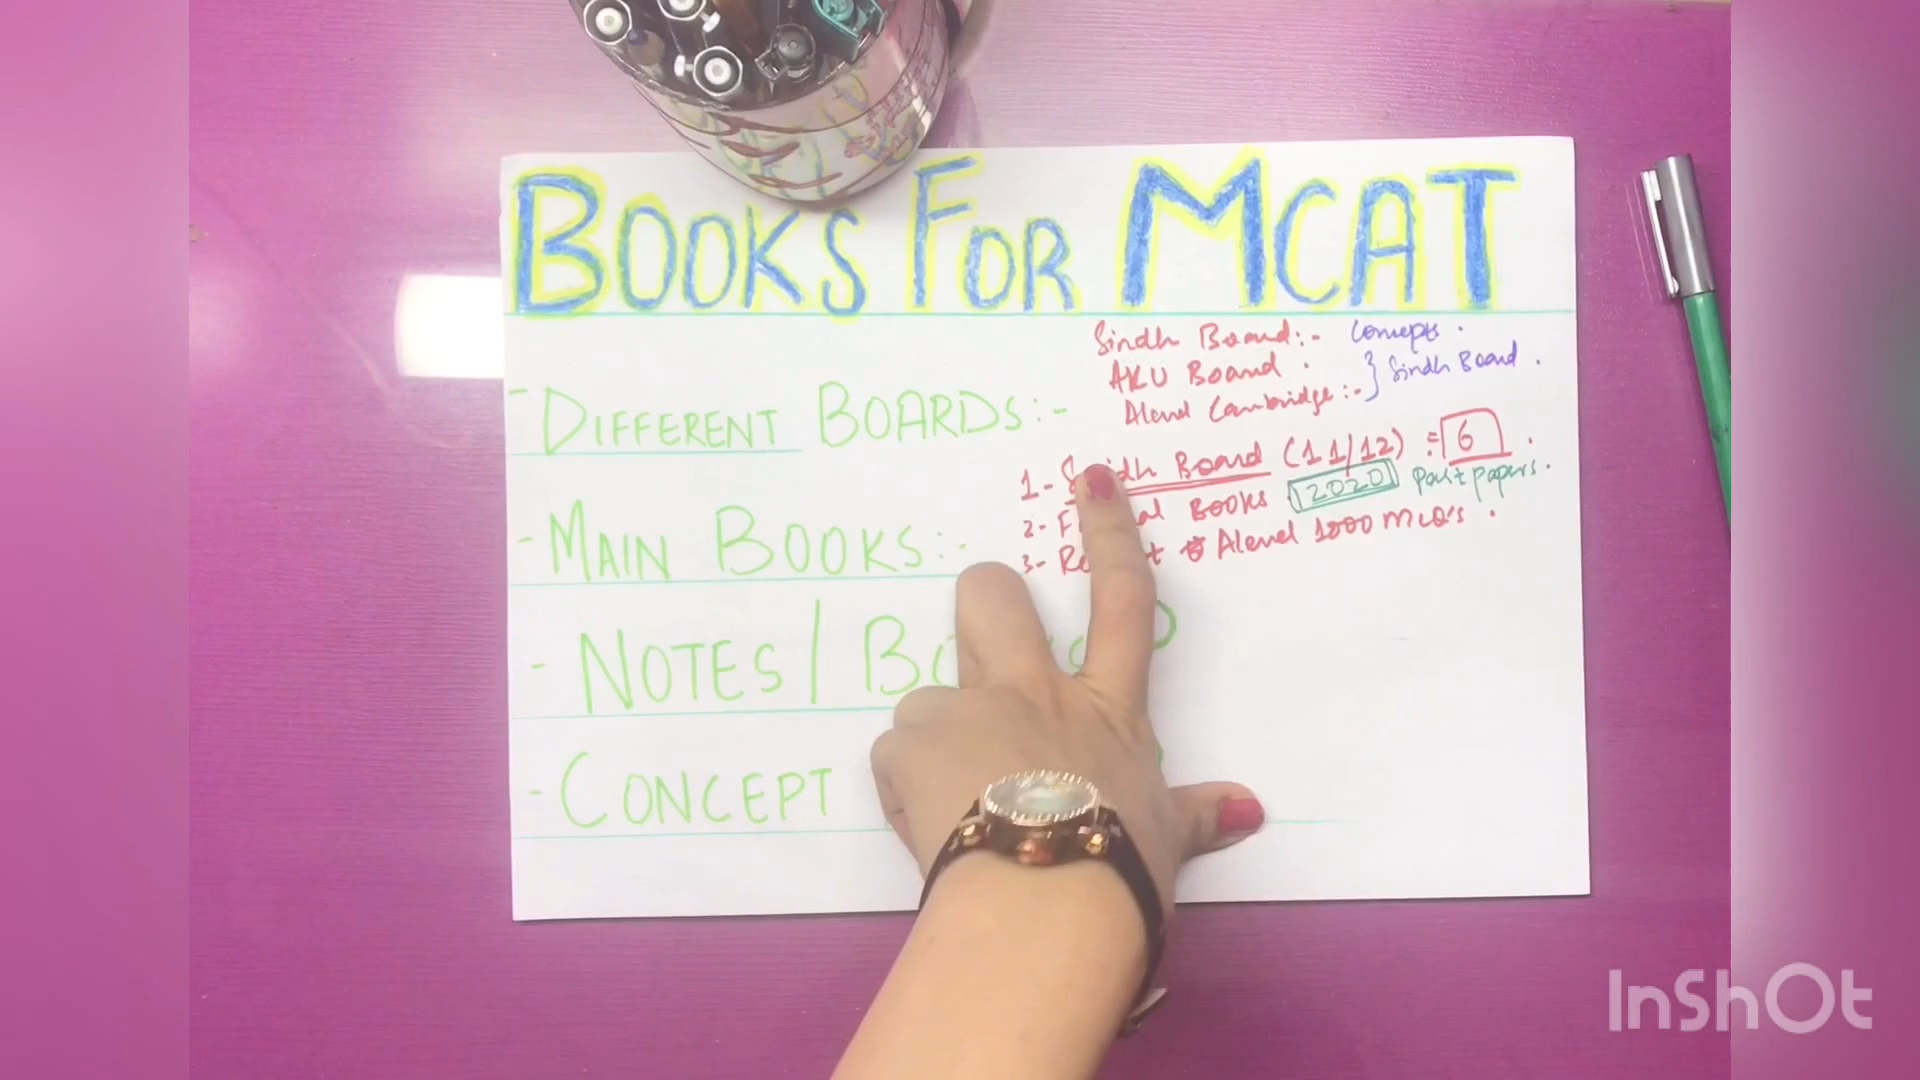 BOOKS FOR MCAT
Sindh Board:- Concepts.
AKU Board.
Alevel Cambridge:- } Sindh Board.
- DIFFERENT BOARDS:-
1- Sindh Board (11/12) = 6.
2- BOOKS 2020 Past papers.
3- Alevel 1000 MCQ's.
- MAIN BOOKS:-
- NOTES/
- CONCEPT
InShOt